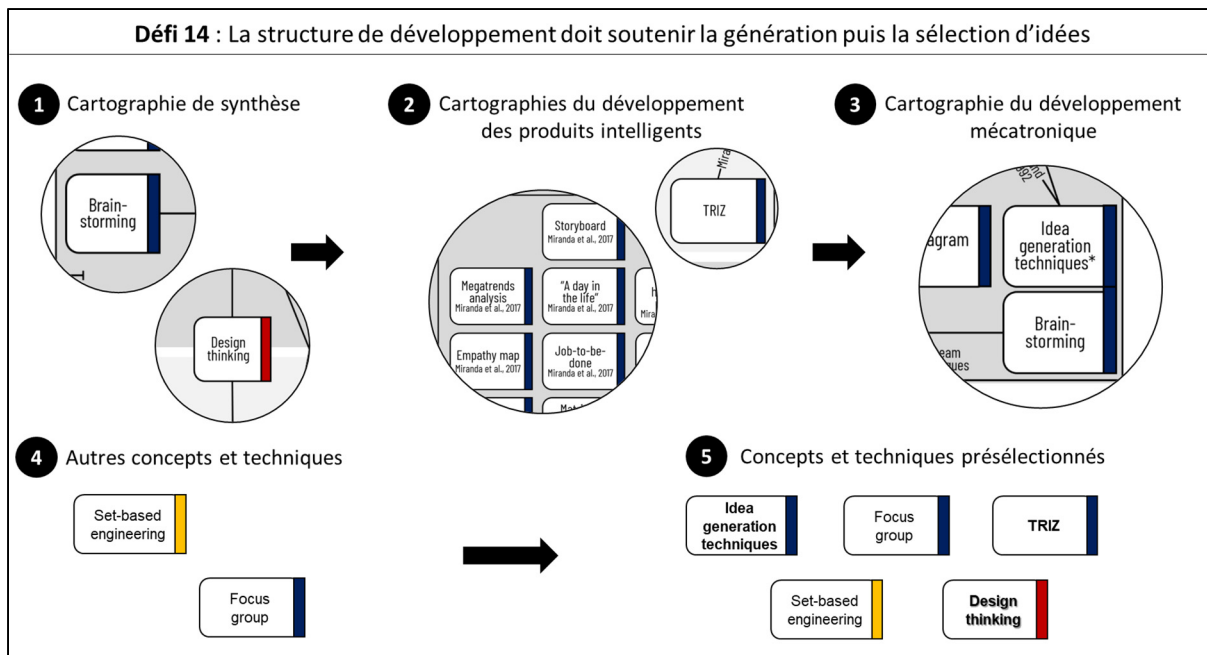 Défi 14 : La structure de développement doit soutenir la génération puis la sélection d'idées
1 Cartographie de synthèse
Brain-
storming
Design
thinking
2 Cartographies du développement
des produits intelligents
TRIZ
Storyboard
Miranda et al., 2017
Megatrends
analysis
Miranda et al., 2017
"A day in
the life"
Miranda et al., 2017
Empathy map
Miranda et al., 2017
Job-to-be-
done
Miranda et al., 2017
3 Cartographie du développement
mécatronique
agram
Idea
generation
techniques*
Brain-
storming
4 Autres concepts et techniques
Set-based
engineering
Focus
group
5 Concepts et techniques présélectionnés
Idea
generation
techniques
Focus
group
TRIZ
Set-based
engineering
Design
thinking